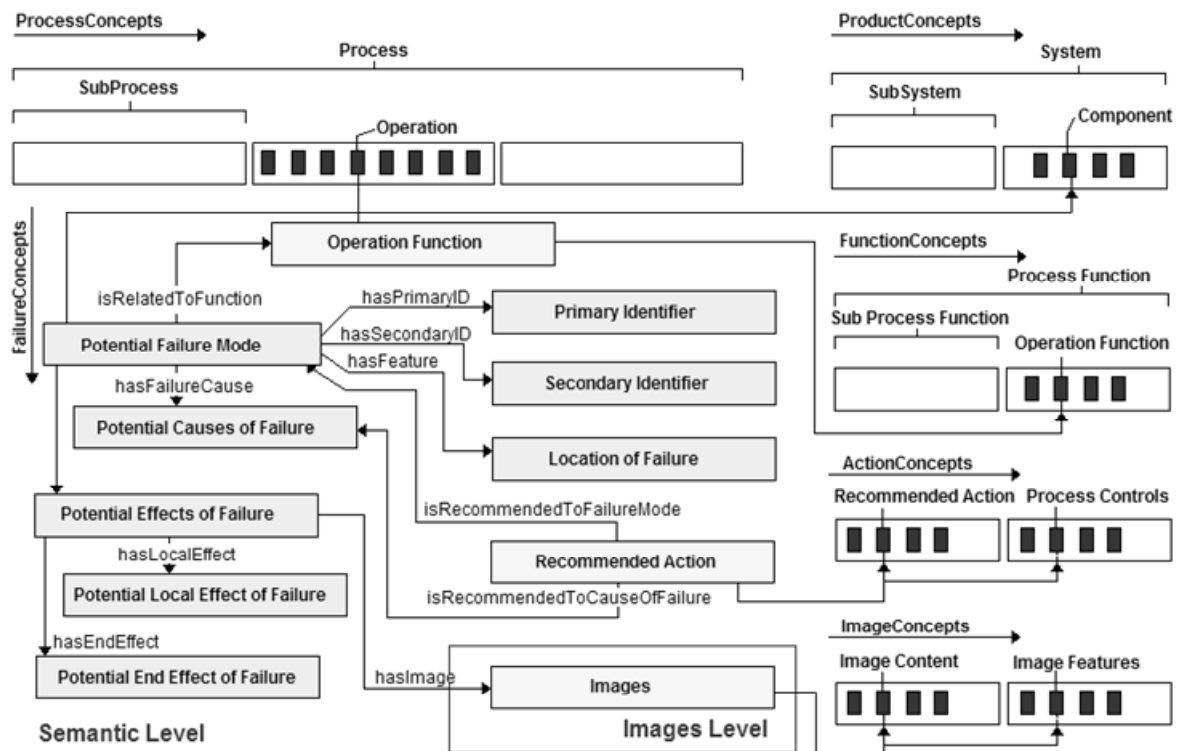 ProcessConcepts
Process
SubProcess
Operation
ProductConcepts
System
SubSystem
Component
FailureConcepts
Operation Function
isRelatedToFunction
Potential Failure Mode
hasPrimaryID
Primary Identifier
hasSecondaryID
hasFeature
Secondary Identifier
hasFailureCause
Potential Causes of Failure
Location of Failure
Potential Effects of Failure
isRecommendedToFailureMode
hasLocalEffect
Recommended Action
Potential Local Effect of Failure
isRecommendedToCauseOfFailure
hasEndEffect
Potential End Effect of Failure
hasImage
Images
Semantic Level
Images Level
FunctionConcepts
Process Function
Sub Process Function
Operation Function
ActionConcepts
Recommended Action
Process Controls
ImageConcepts
Image Content
Image Features